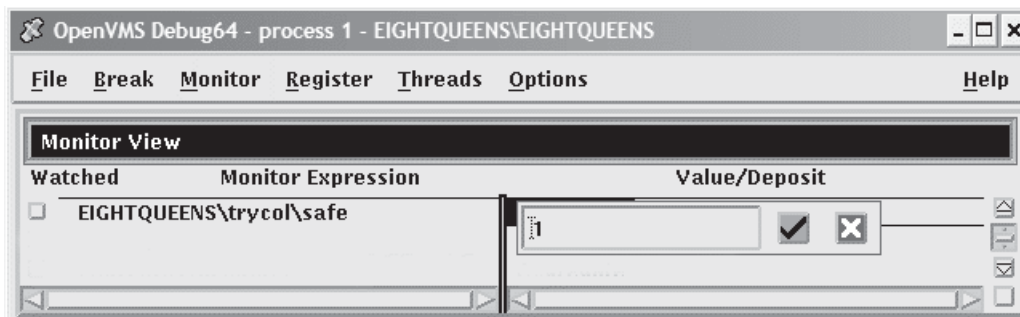 OpenVMS Debug64 - process 1 - EIGHTQUEENS\EIGHTQUEENS
File Break Monitor Register Threads Options Help
Monitor View
Watched Monitor Expression Value/Deposit
EIGHTQUEENS\trycol\safe
1